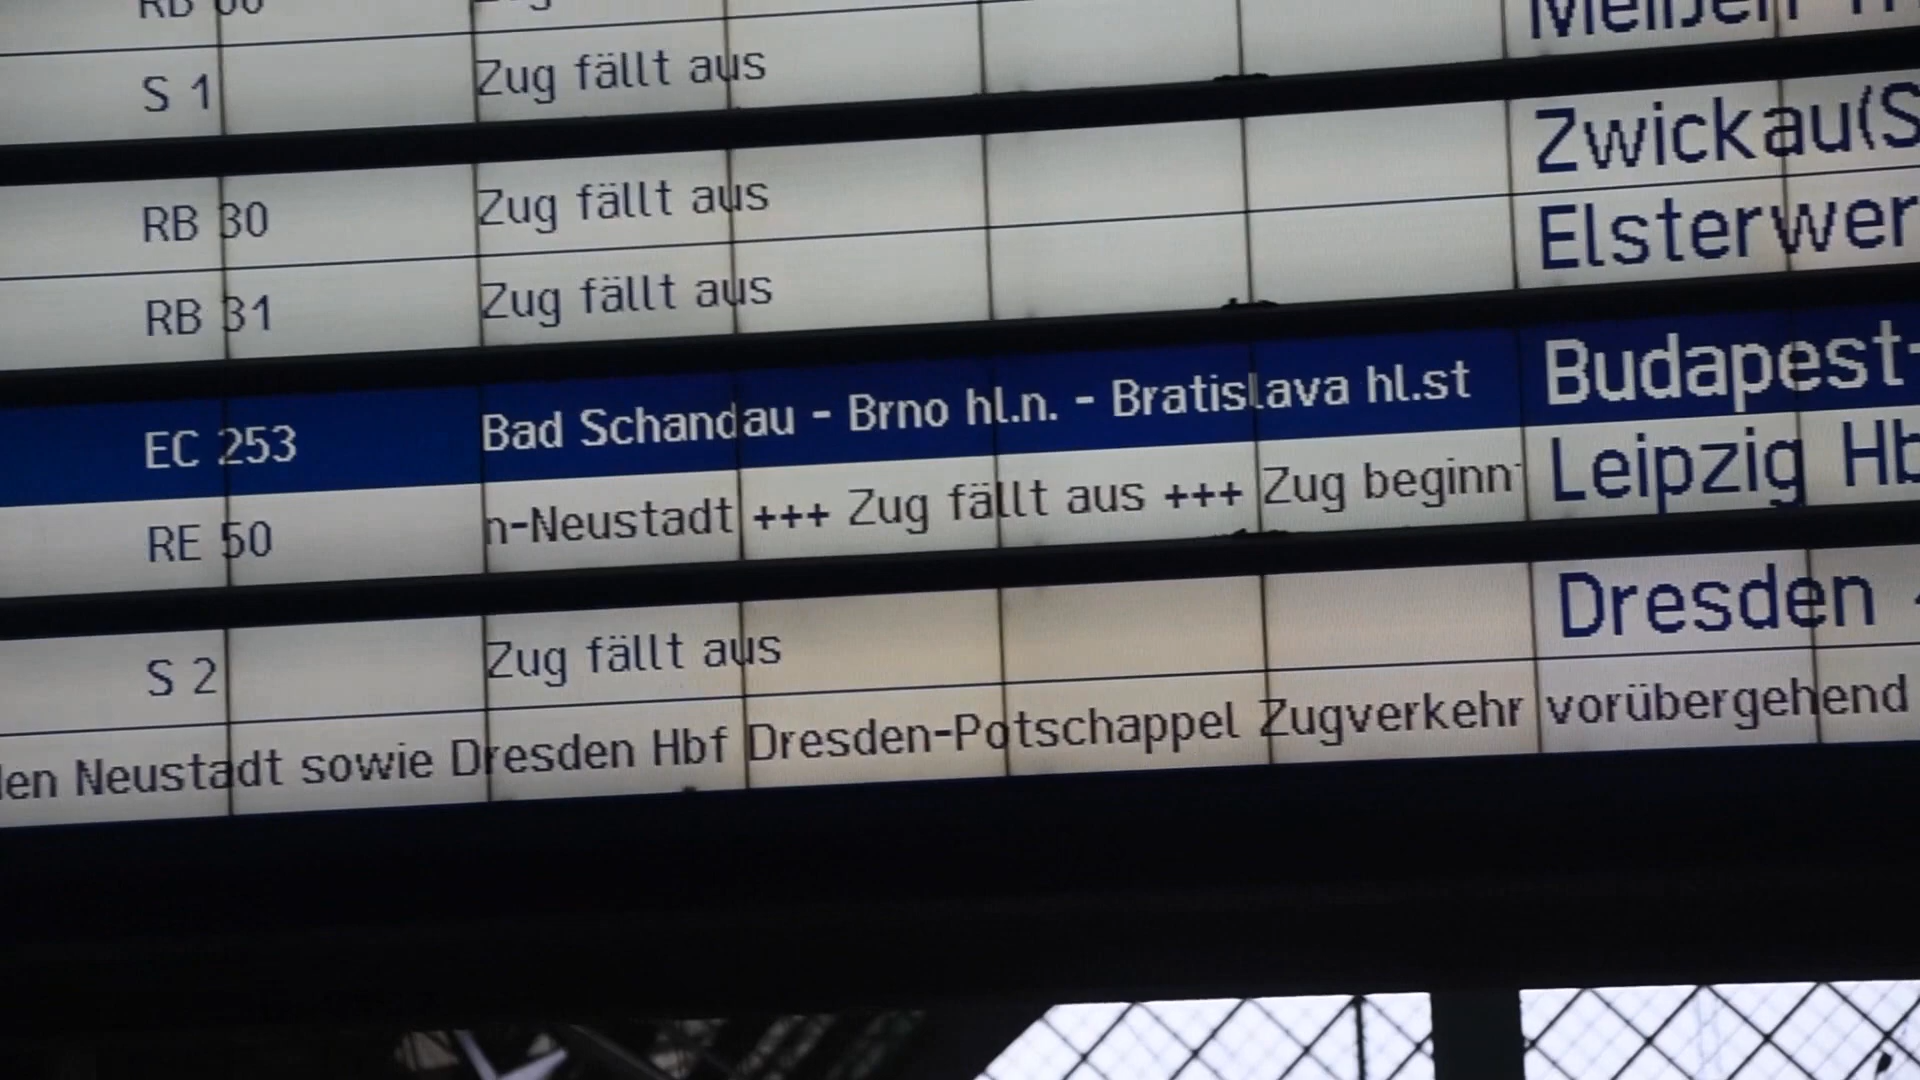 S 1 Zug fällt aus
RB 30 Zug fällt aus Zwickau(S
RB 31 Zug fällt aus Elsterwer
EC 253 Bad Schandau - Brno hl.n. - Bratislava hl.st Budapest-
RE 50 n-Neustadt +++ Zug fällt aus +++ Zug beginn Leipzig Hb
S 2 Zug fällt aus Dresden
en Neustadt sowie Dresden Hbf Dresden-Potschappel Zugverkehr vorübergehend